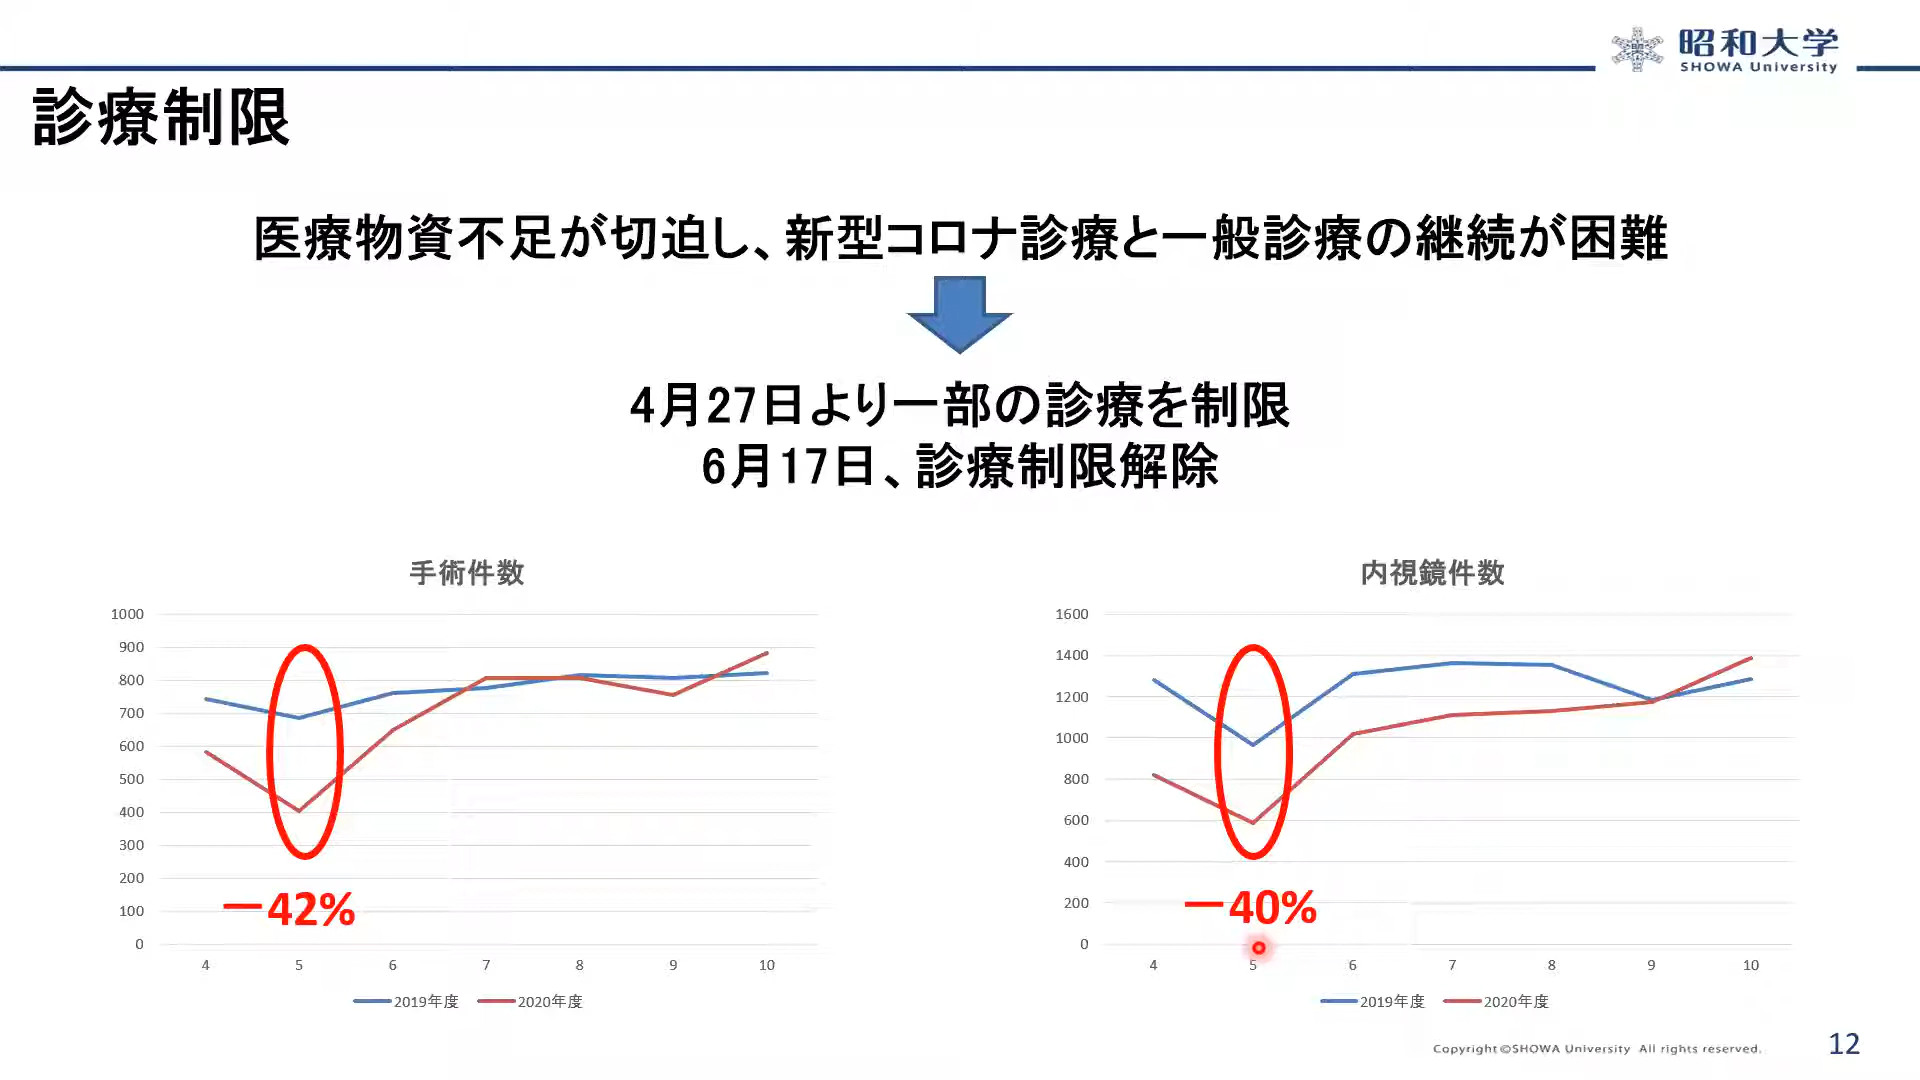 昭和大学
SHOWA University
診療制限
医療物資不足が切迫し、新型コロナ診療と一般診療の継続が困難
4月27日より一部の診療を制限
6月17日、診療制限解除
手術件数
1000
900
800
700
600
500
400
300
200
100
0
4 5 6 7 8 9 10
－42%
2019年度 2020年度
内視鏡件数
1600
1400
1200
1000
800
600
400
200
0
4 5 6 7 8 9 10
－40%
2019年度 2020年度
Copyright ©SHOWA University All rights reserved.
12